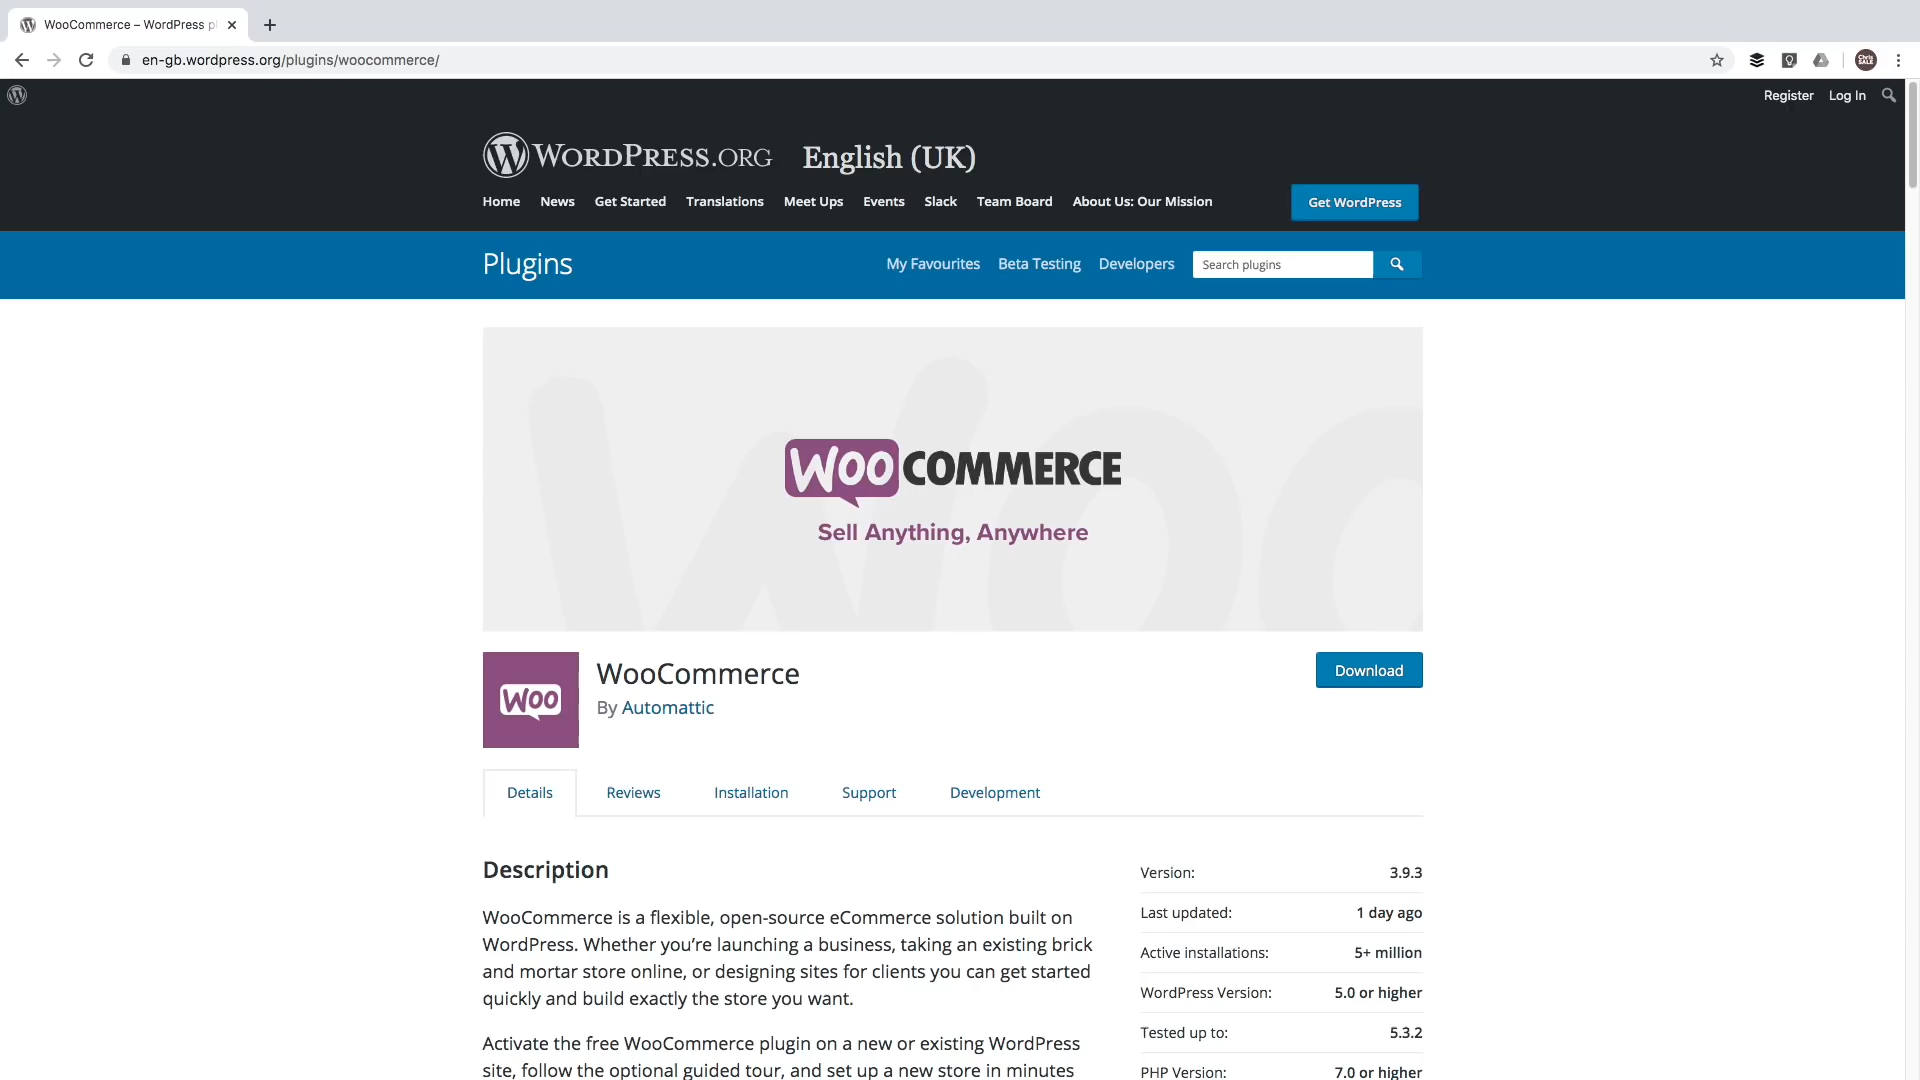 WooCommerce – WordPress pl
en-gb.wordpress.org/plugins/woocommerce/
Register Log In
WORDPRESS.ORG English (UK)
Home News Get Started Translations Meet Ups Events Slack Team Board About Us: Our Mission Get WordPress
Plugins My Favourites Beta Testing Developers Search plugins
WOO COMMERCE
Sell Anything, Anywhere
WOO
WooCommerce
By Automattic
Download
Details Reviews Installation Support Development
Description
WooCommerce is a flexible, open-source eCommerce solution built on
WordPress. Whether you’re launching a business, taking an existing brick
and mortar store online, or designing sites for clients you can get started
quickly and build exactly the store you want.
Activate the free WooCommerce plugin on a new or existing WordPress
site, follow the optional guided tour, and set up a new store in minutes
Version: 3.9.3
Last updated: 1 day ago
Active installations: 5+ million
WordPress Version: 5.0 or higher
Tested up to: 5.3.2
PHP Version: 7.0 or higher